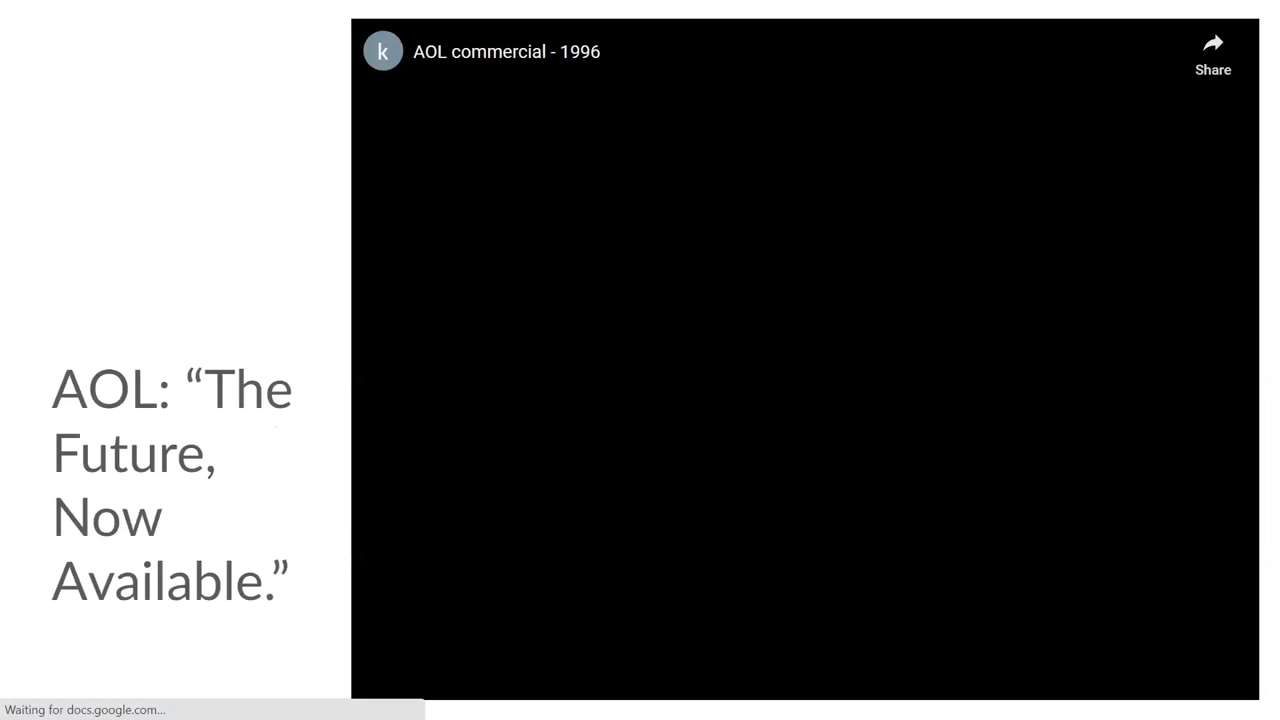 k
AOL commercial - 1996
Share
AOL: “The
Future,
Now
Available.”
Waiting for docs.google.com...